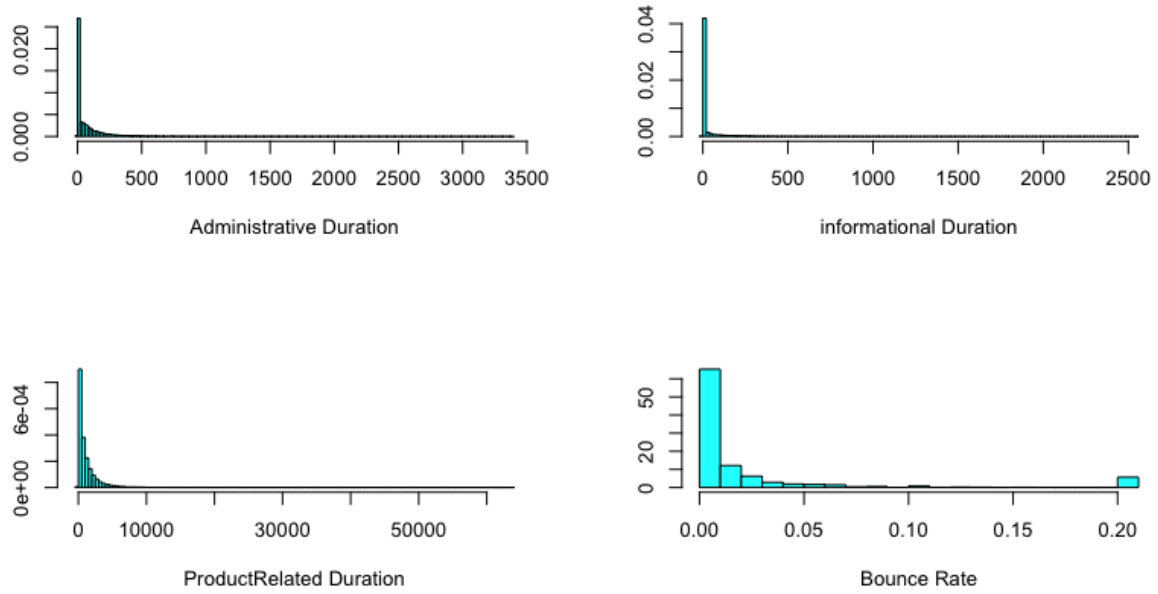 0.020
0.000
0 500 1000 1500 2000 2500 3000 3500
Administrative Duration
0.04
0.02
0.00
0 500 1000 1500 2000 2500
informational Duration
6e-04
0e+00
0 10000 30000 50000
ProductRelated Duration
50
20
0
0.00 0.05 0.10 0.15 0.20
Bounce Rate